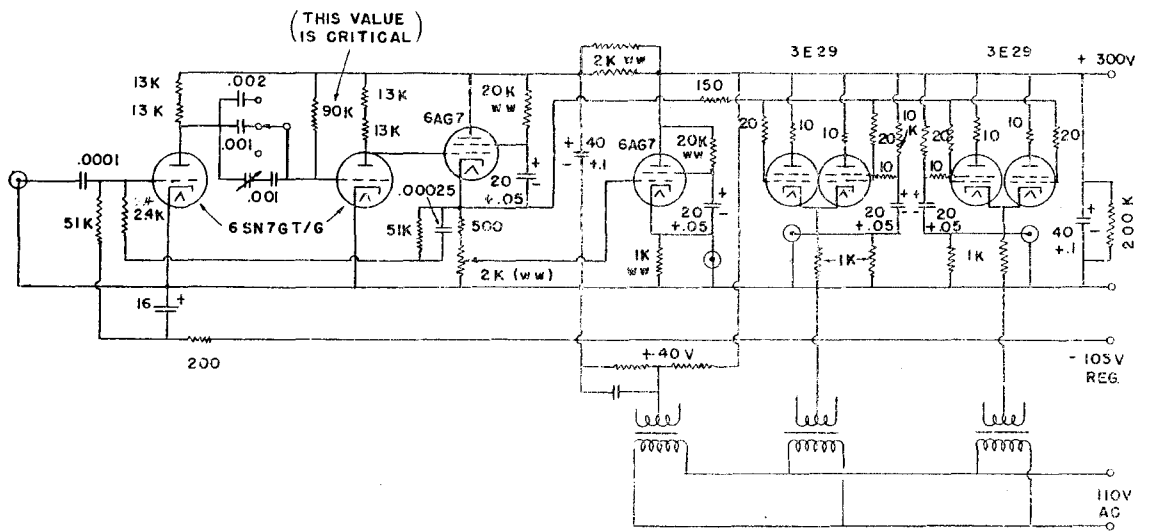 (THIS VALUE
IS CRITICAL)
3E29
3E29
+ 300V
2K WW
13K
13K
.002
90K
13K
13K
6AG7
20K
WW
150
.001
.0001
.001
40
+.1
6AG7
20K
WW
20
10
10
20
10
K
20
10
20
10
10
.00025
20
+.05
51K
24K
6SN7GT/G
51K
500
20
+.05
20
+.05
20
+.05
40
+.1
200K
2K (WW)
1K
WW
1K
1K
16
200
+40V
- 105V
REG.
110V
AC